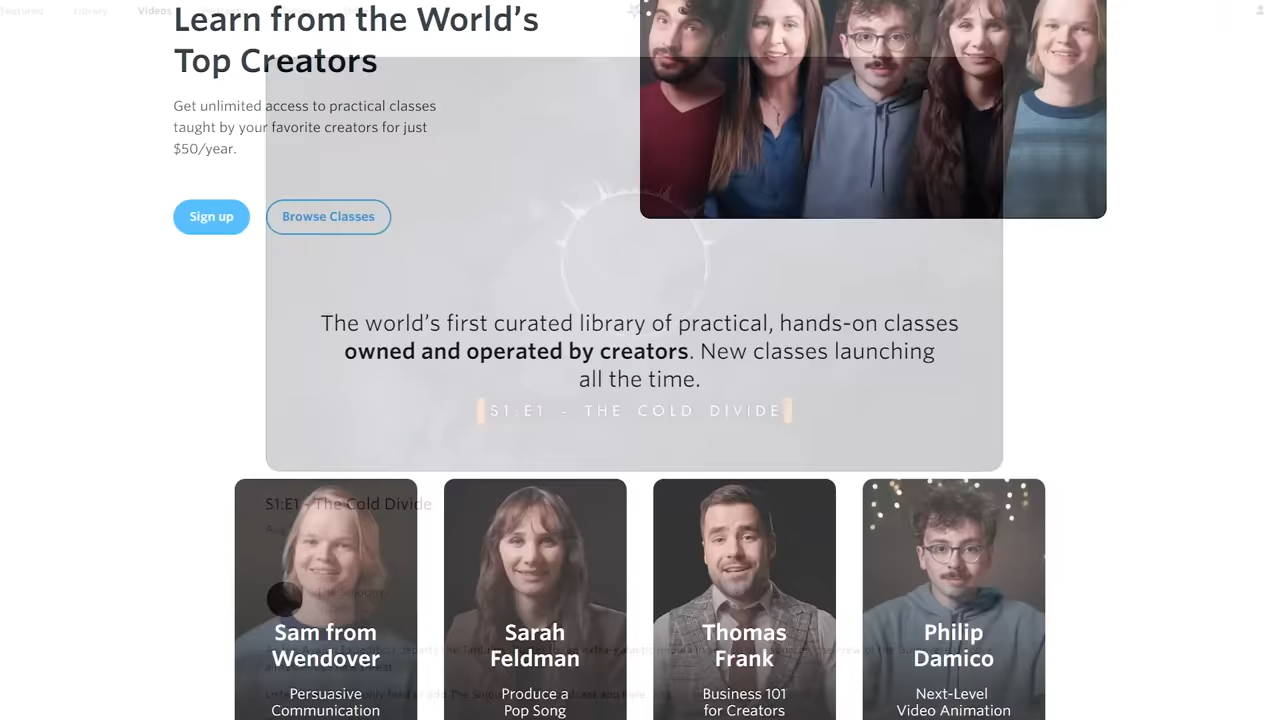 Featured Library Videos
Learn from the World's
Top Creators
Get unlimited access to practical classes
taught by your favorite creators for just
$50/year.
Sign up
Browse Classes
The world's first curated library of practical, hands-on classes
owned and operated by creators. New classes launching
all the time.
S1:E1 - THE COLD DIVIDE
S1:E1 - The Cold Divide
Sam from
Wendover
Persuasive
Communication
Sarah
Feldman
Produce a
Pop Song
Thomas
Frank
Business 101
for Creators
Philip
Damico
Next-Level
Video Animation